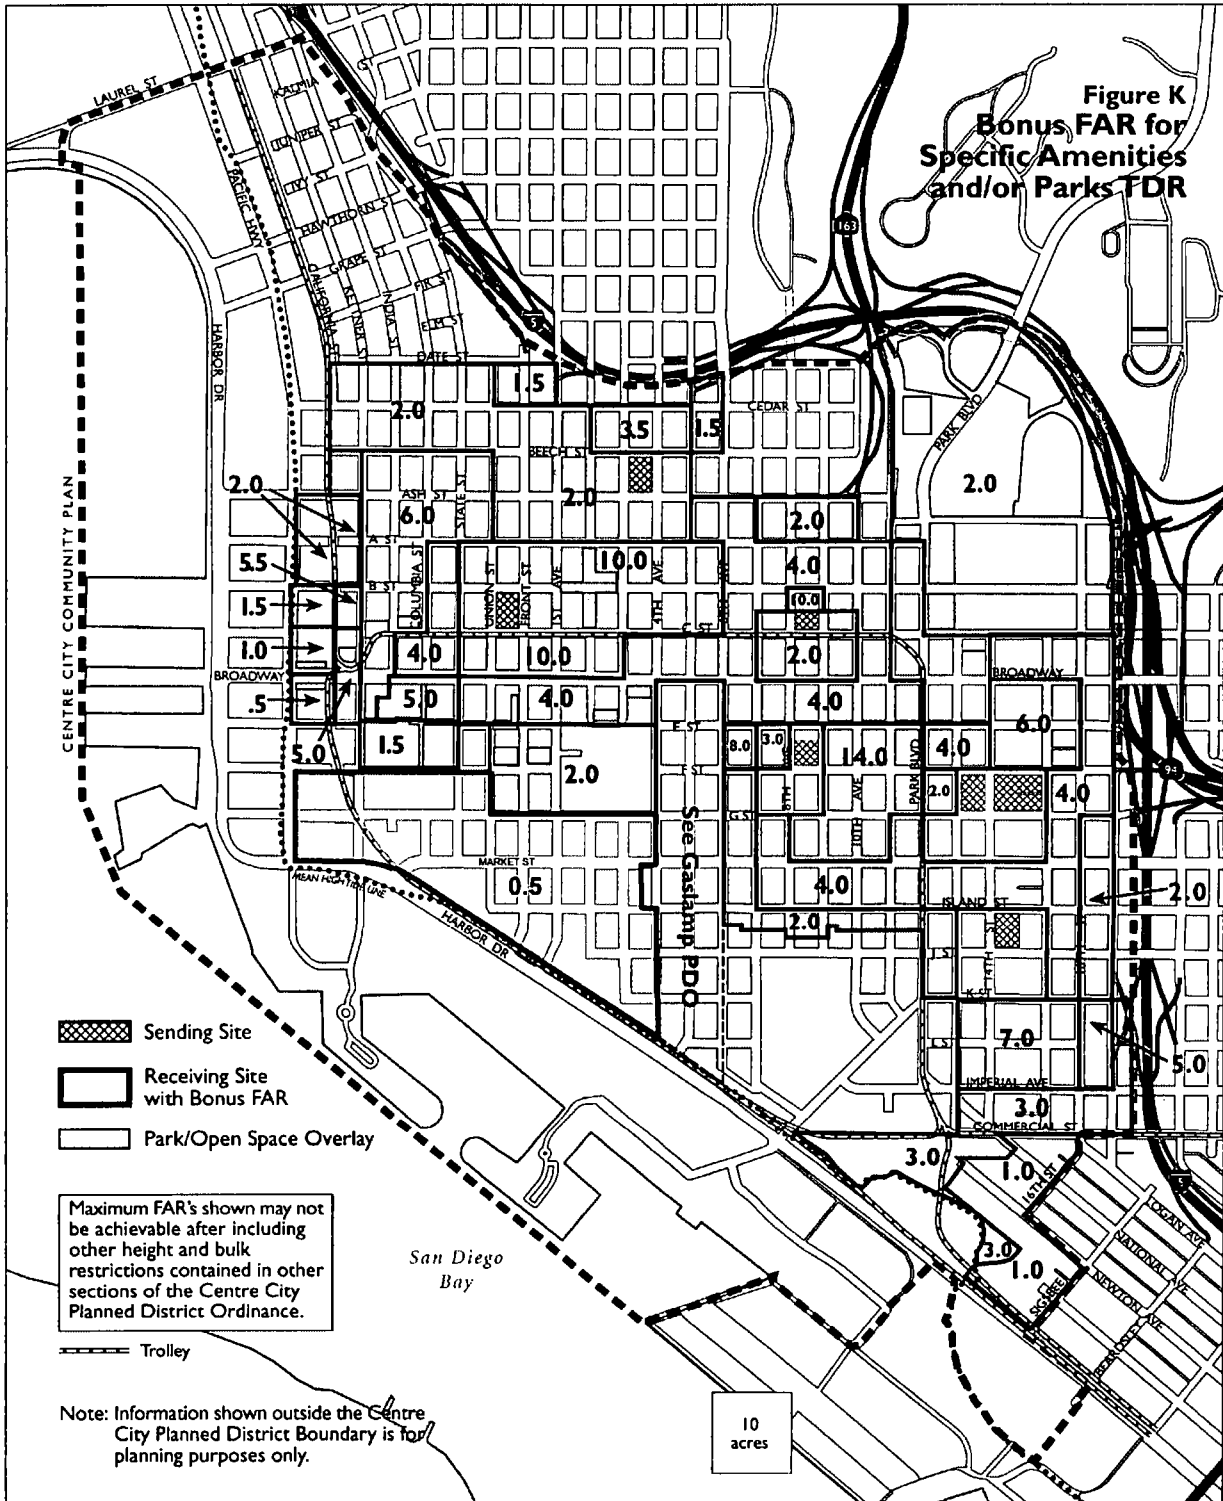 Figure K
Bonus FAR for
Specific Amenities
and/or Parks TDR
LAUREL ST
KALMIA
JUNIPER ST
IVY ST
HAWTHORN ST
GRAPE ST
FIR ST
ELM ST
DATE ST
PACIFIC HWY
HARBOR DR
INDIA ST
163
5
CEDAR ST
PARK BLVD
1.5
2.0
3.5
1.5
BEECH ST
2.0
2.0
ASH ST
STATE ST
6.0
2.0
2.0
A ST
5.5
10.0
4.0
B ST
COLUMBIA ST
UNION ST
FRONT ST
1ST AVE
4TH AVE
1.5
10.0
C ST
1.0
4.0
10.0
2.0
BROADWAY
BROADWAY
.5
5.0
4.0
4.0
6.0
E ST
5.0
1.5
8.0
3.0
14.0
4.0
2.0
F ST
PARK BLVD
2.0
4.0
94
8TH
10TH AVE
G ST
See Gaslamp PDO
MARKET ST
0.5
4.0
2.0
MEAN HIGH TIDE LINE
ISLAND ST
HARBOR DR
2.0
J ST
14TH ST
K ST
CENTRE CITY COMMUNITY PLAN
7.0
L ST
5.0
IMPERIAL AVE
3.0
COMMERCIAL ST
3.0
1.0
16TH ST
5
LOGAN AVE
NATIONAL AVE
NEWTON AVE
3.0
1.0
SIGSBEE
BEARDSLEY
Sending Site
Receiving Site
with Bonus FAR
Park/Open Space Overlay
Maximum FAR's shown may not
be achievable after including
other height and bulk
restrictions contained in other
sections of the Centre City
Planned District Ordinance.
Trolley
San Diego
Bay
Note: Information shown outside the Centre
City Planned District Boundary is for
planning purposes only.
10
acres